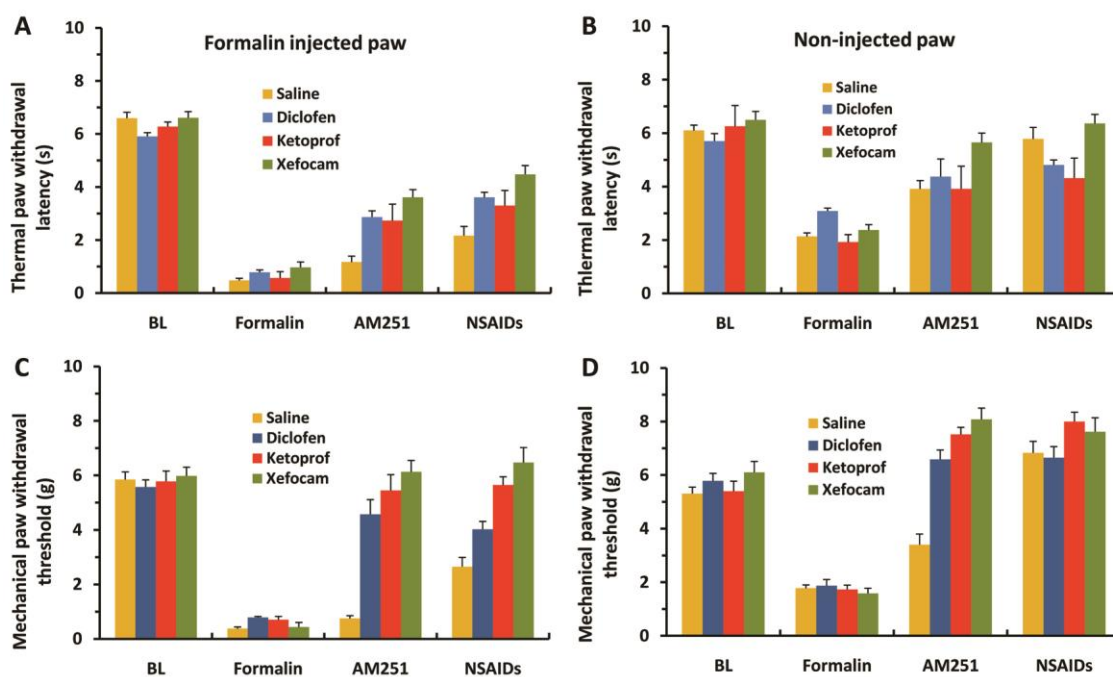 A
Formalin injected paw
Thermal paw withdrawal
latency (s)
10
8
6
4
2
0
Saline
Diclofen
Ketoprof
Xefocam
BL Formalin AM251 NSAIDs
B
Non-injected paw
Thlermal paw withdrawal
latency (s)
10
8
6
4
2
0
Saline
Diclofen
Ketoprof
Xefocam
BL Formalin AM251 NSAIDs
C
Mechanical paw withdrawal
threshold (g)
10
8
6
4
2
0
Saline
Diclofen
Ketoprof
Xefocam
BL Formalin AM251 NSAIDs
D
Mechanical paw withdrawal
threshold (g)
10
8
6
4
2
0
Saline
Diclofen
Ketoprof
Xefocam
BL Formalin AM251 NSAIDs